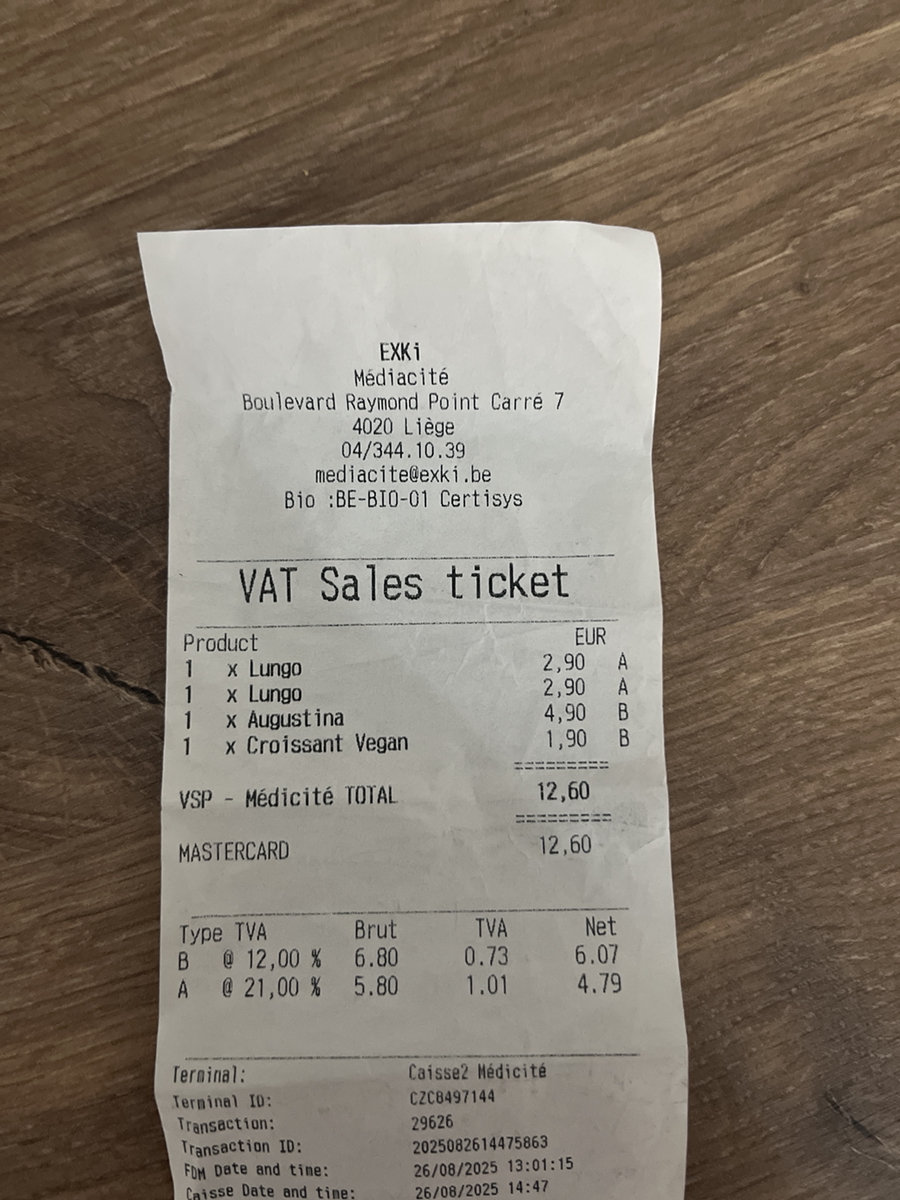 EXKi
Médiacité
Boulevard Raymond Point Carré 7
4020 Liège
04/344.10.39
mediacite@exki.be
Bio :BE-BIO-01 Certisys
VAT Sales ticket
Product EUR
1 x Lungo 2,90 A
1 x Lungo 2,90 A
1 x Augustina 4,90 B
1 x Croissant Vegan 1,90 B
=========
VSP - Médicité TOTAL 12,60
=========
MASTERCARD 12,60
Type TVA Brut TVA Net
B @ 12,00 % 6.80 0.73 6.07
A @ 21,00 % 5.80 1.01 4.79
Terminal: Caisse2 Médicité
Terminal ID: CZC8497144
Transaction: 29626
Transaction ID: 2025082614475863
FDM Date and time: 26/08/2025 13:01:15
Caisse Date and time: 26/08/2025 14:47